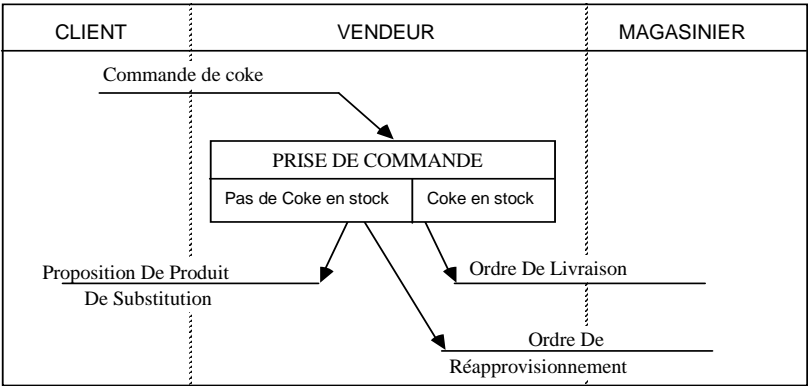 CLIENT
VENDEUR
MAGASINIER
Commande de coke
PRISE DE COMMANDE
Pas de Coke en stock
Coke en stock
Proposition De Produit
De Substitution
Ordre De Livraison
Ordre De
Réapprovisionnement